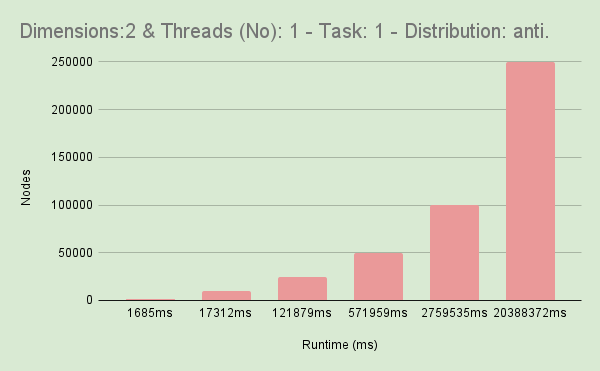 Dimensions:2 & Threads (No): 1 - Task: 1 - Distribution: anti.
250000
200000
150000
100000
50000
0
Nodes
1685ms 17312ms 121879ms 571959ms 2759535ms 20388372ms
Runtime (ms)